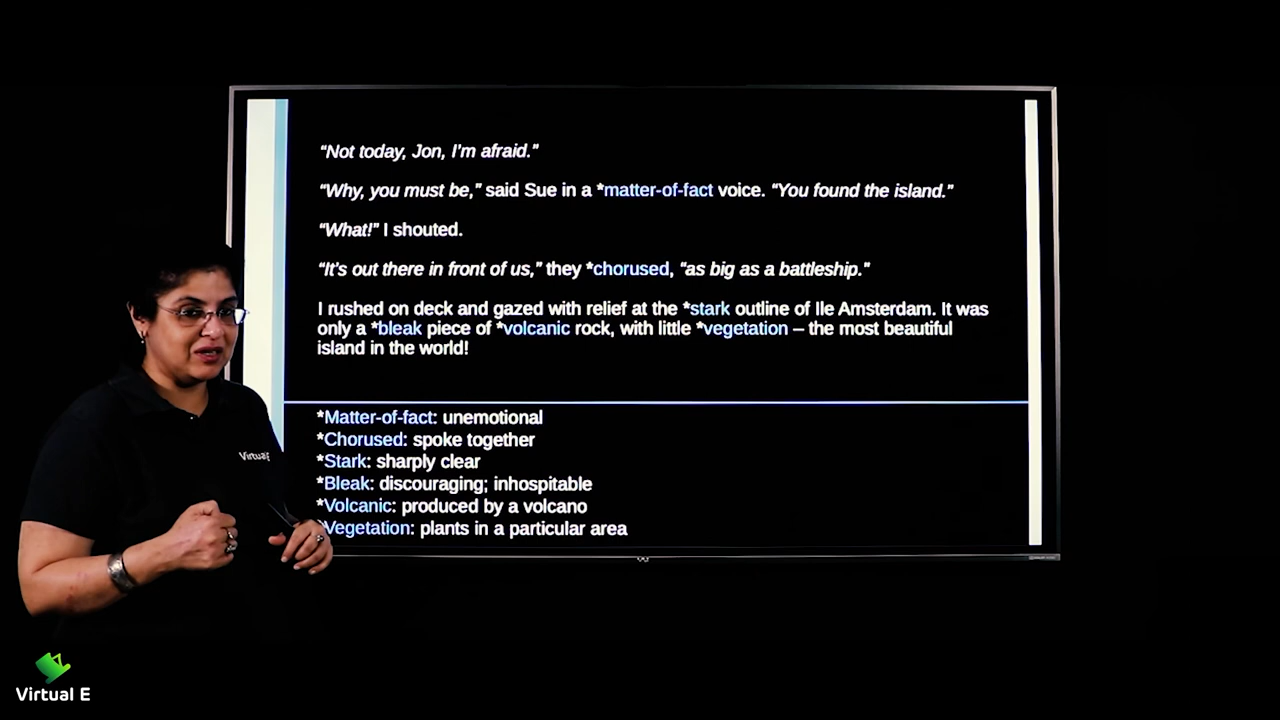 “Not today, Jon, I’m afraid.”
“Why, you must be,” said Sue in a *matter-of-fact voice. “You found the island.”
“What!” I shouted.
“It’s out there in front of us,” they *chorused, “as big as a battleship.”
I rushed on deck and gazed with relief at the *stark outline of Ile Amsterdam. It was
only a *bleak piece of *volcanic rock, with little *vegetation – the most beautiful
island in the world!
*Matter-of-fact: unemotional
*Chorused: spoke together
*Stark: sharply clear
*Bleak: discouraging; inhospitable
*Volcanic: produced by a volcano
*Vegetation: plants in a particular area
VirtualE
Virtual E